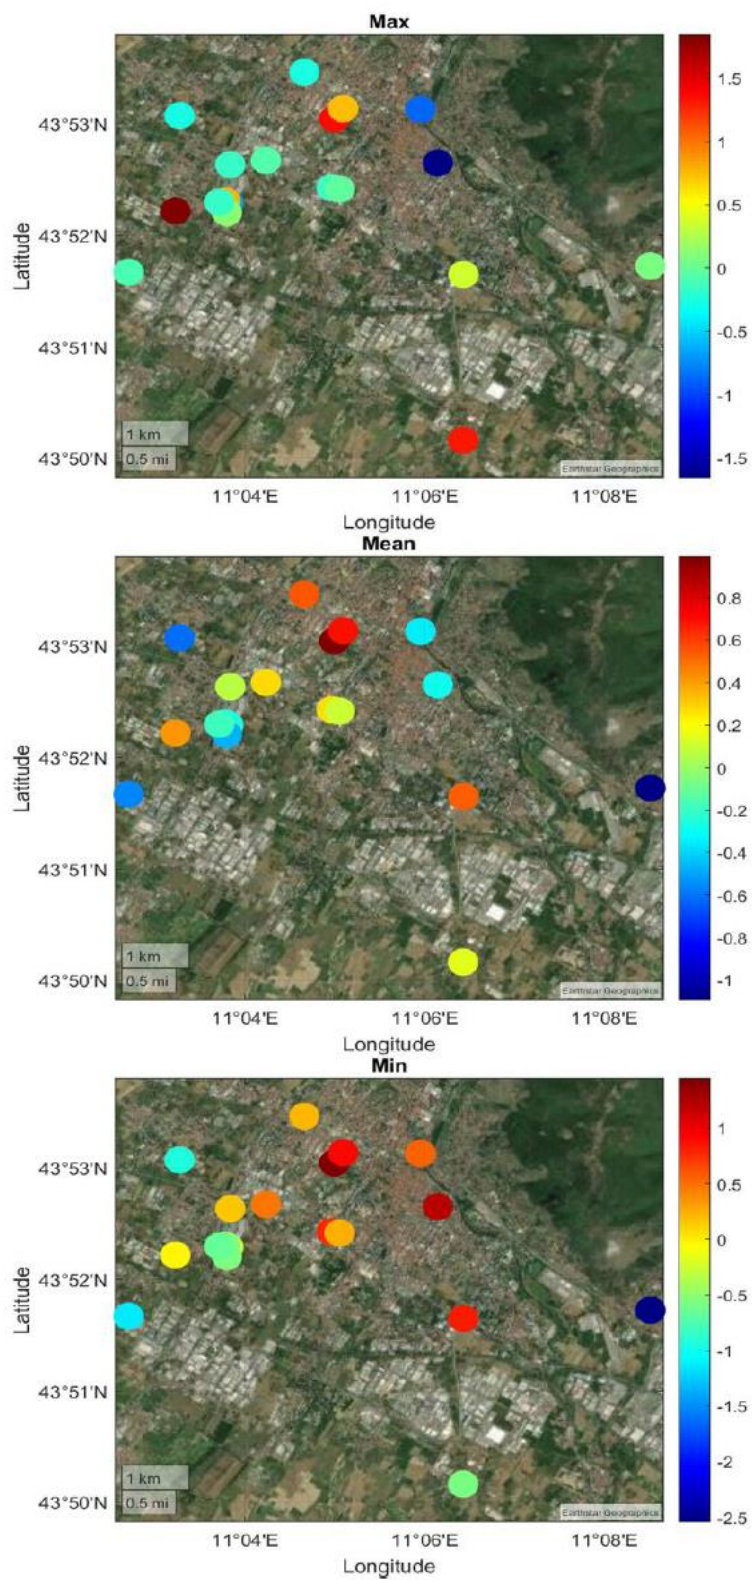 Max
43°53'N
43°52'N
43°51'N
43°50'N
Latitude
1 km
0.5 mi
Earthstar Geographics
11°04'E 11°06'E 11°08'E
Longitude
1.5
1
0.5
0
-0.5
-1
-1.5
Mean
43°53'N
43°52'N
43°51'N
43°50'N
Latitude
1 km
0.5 mi
Earthstar Geographics
11°04'E 11°06'E 11°08'E
Longitude
0.8
0.6
0.4
0.2
0
-0.2
-0.4
-0.6
-0.8
-1
Min
43°53'N
43°52'N
43°51'N
43°50'N
Latitude
1 km
0.5 mi
Earthstar Geographics
11°04'E 11°06'E 11°08'E
Longitude
1
0.5
0
-0.5
-1
-1.5
-2
-2.5